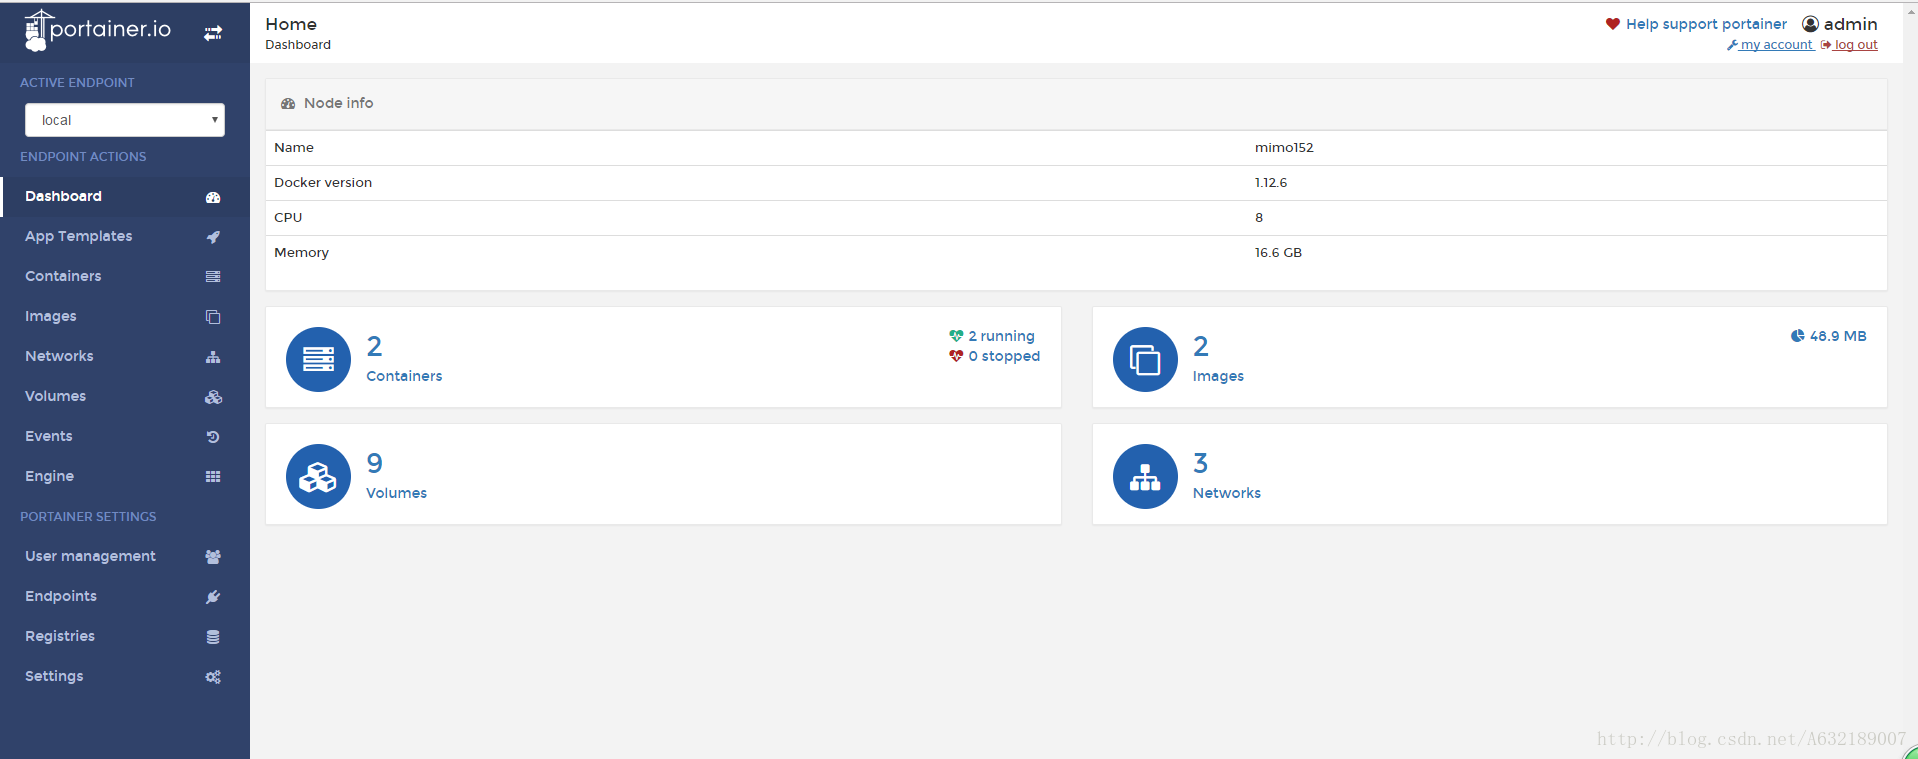 portainer.io
ACTIVE ENDPOINT
local
ENDPOINT ACTIONS
Dashboard
App Templates
Containers
Images
Networks
Volumes
Events
Engine
PORTAINER SETTINGS
User management
Endpoints
Registries
Settings
Home
Dashboard
Help support portainer admin
my account log out
Node info
Name mimo152
Docker version 1.12.6
CPU 8
Memory 16.6 GB
2
Containers
2 running
0 stopped
2
Images
48.9 MB
9
Volumes
3
Networks
http://blog.csdn.net/A632189007